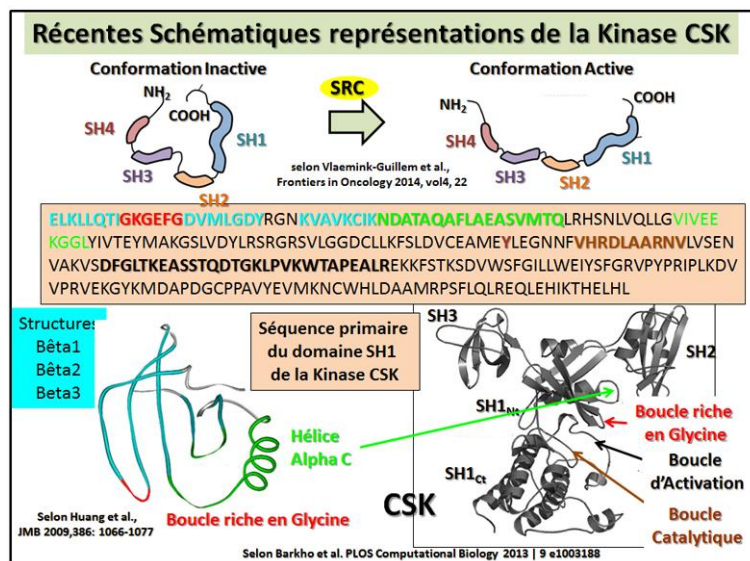 Récentes Schématiques représentations de la Kinase CSK
Conformation Inactive
SRC
Conformation Active
NH2
COOH
SH4
SH3
SH2
SH1
NH2
COOH
SH4
SH3
SH2
SH1
selon Vlaemink-Guillem et al.,
Frontiers in Oncology 2014, vol4, 22
ELKLLQTIGKGEFGDVMLGDYRGNKVAVKCIKNDATAQAFLAEASVMTQLRHSNLVQLLGVIVEE
KGGLYIVTEYMAKGSLVDYLRSRGRSVLGGDCLLKFSLDVCEAMEYLEGNNFVHRDLAARNVLVSEN
VAKVSDFGLTKEASSTQDTGKLPVKWTAPEALREKKFSTKSDVWSFGILLWEIYSFGRVPYPRIPLKDV
VPRVEKGYKMDAPDGCPPAVYEVMKNCWHLDAAMRPSFLQLREQLEHIKTHELHL
Structures
Bêta1
Bêta2
Beta3
Séquence primaire
du domaine SH1
de la Kinase CSK
SH3
SH2
SH1Nt
SH1Ct
Hélice
Alpha C
Boucle riche
en Glycine
Boucle
d'Activation
Boucle
Catalytique
Boucle riche en Glycine
CSK
Selon Huang et al.,
JMB 2009,386: 1066-1077
Selon Barkho et al. PLOS Computational Biology 2013 | 9 e1003188